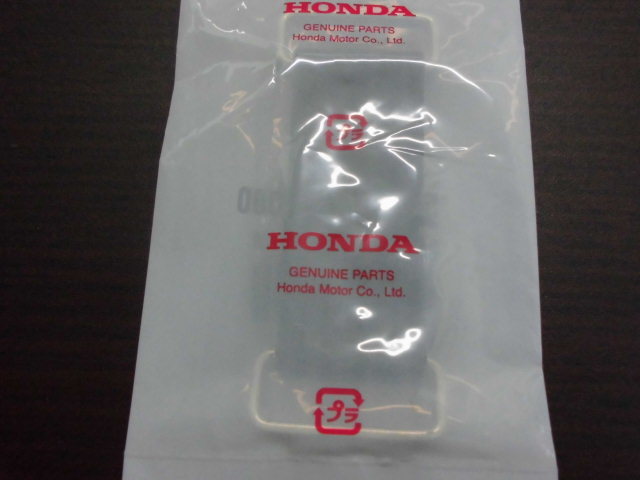 HONDA
GENUINE PARTS
Honda Motor Co., Ltd.
プラ
HONDA
GENUINE PARTS
Honda Motor Co., Ltd.
プラ